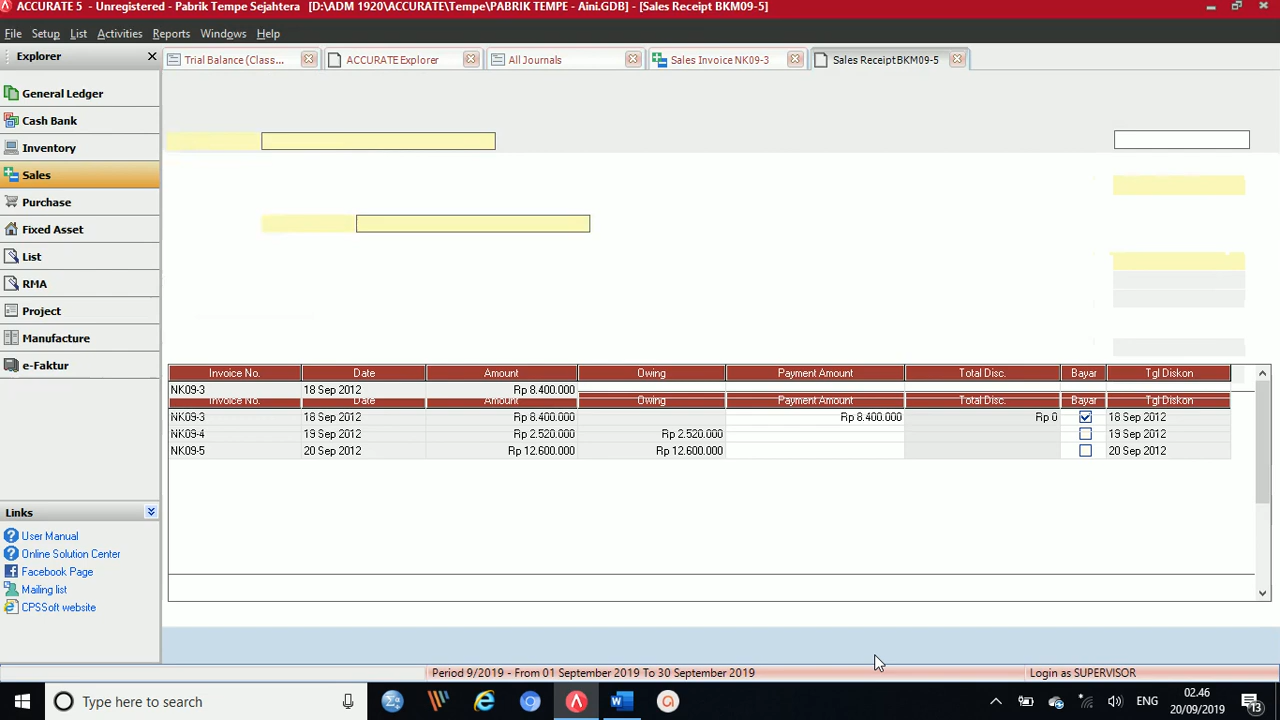 ACCURATE 5 - Unregistered - Pabrik Tempe Sejahtera [D:\ADM 1920\ACCURATE\Tempe\PABRIK TEMPE - Aini.GDB] - [Sales Receipt BKM09-5]
File Setup List Activities Reports Windows Help
Explorer
Trial Balance (Class... ACCURATE Explorer All Journals Sales Invoice NK09-3 Sales ReceiptBKM09-5
General Ledger
Cash Bank
Inventory
Sales
Purchase
Fixed Asset
List
RMA
Project
Manufacture
e-Faktur
Invoice No. Date Amount Owing Payment Amount Total Disc. Bayar Tgl Diskon
NK09-3 18 Sep 2012 Rp 8.400.000
Invoice No. Date Amount Owing Payment Amount Total Disc. Bayar Tgl Diskon
NK09-3 18 Sep 2012 Rp 8.400.000 Rp 8.400.000 Rp 0 18 Sep 2012
NK09-4 19 Sep 2012 Rp 2.520.000 Rp 2.520.000 19 Sep 2012
NK09-5 20 Sep 2012 Rp 12.600.000 Rp 12.600.000 20 Sep 2012
Links
User Manual
Online Solution Center
Facebook Page
Mailing list
CPSSoft website
Period 9/2019 - From 01 September 2019 To 30 September 2019 Login as SUPERVISOR
Type here to search
ENG
02.46
20/09/2019
13